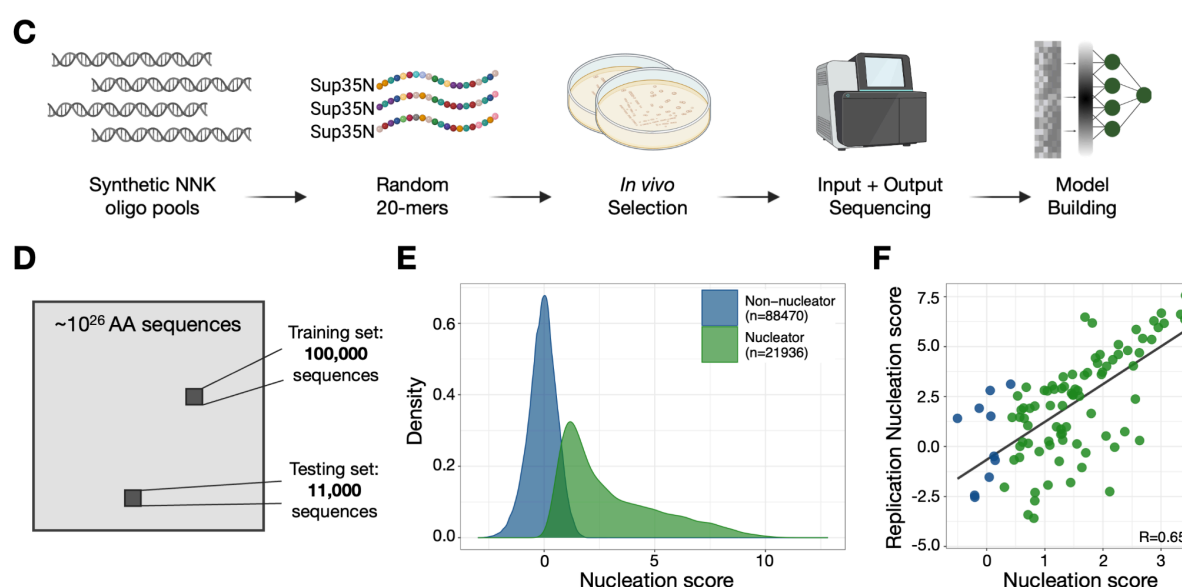 C
Sup35N
Sup35N
Sup35N
Synthetic NNK
oligo pools
Random
20-mers
In vivo
Selection
Input + Output
Sequencing
Model
Building
D
~10²⁶ AA sequences
Training set:
100,000
sequences
Testing set:
11,000
sequences
E
Density
0.6
0.4
0.2
0.0
Non-nucleator
(n=88470)
Nucleator
(n=21936)
0 5 10
Nucleation score
F
Replication Nucleation score
7.5
5.0
2.5
0.0
-2.5
-5.0
R=0.65
0 1 2 3
Nucleation score